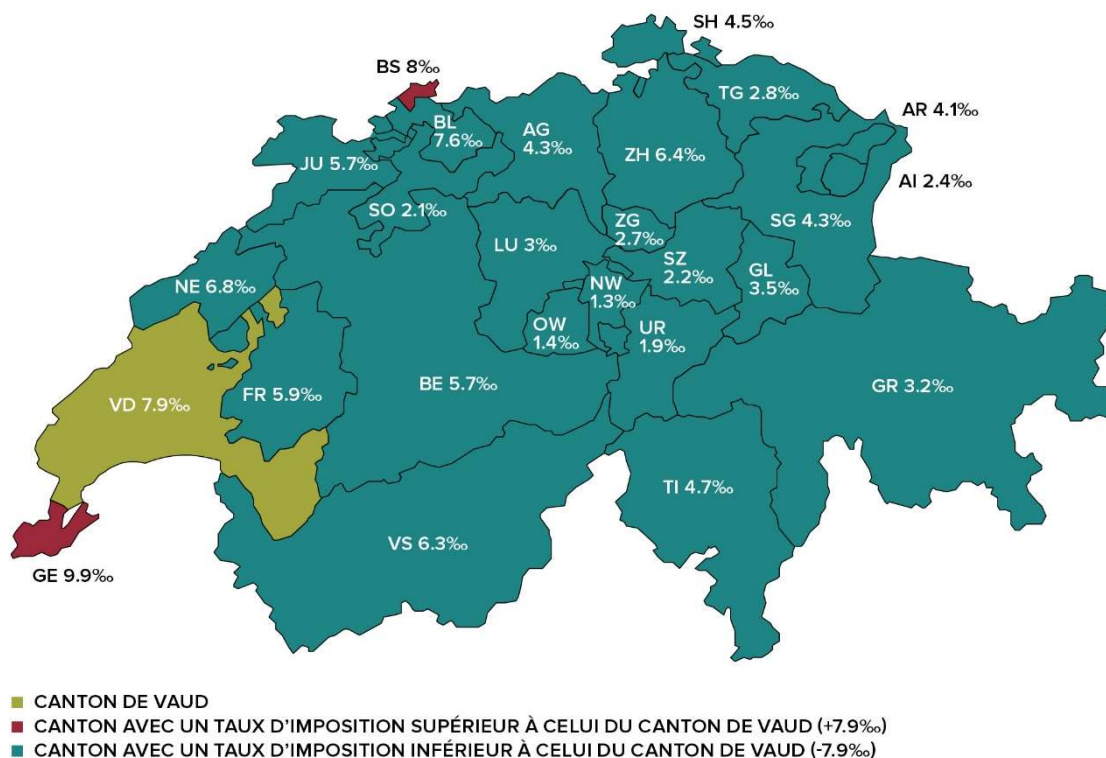 SH 4.5‰
BS 8‰
TG 2.8‰
AR 4.1‰
BL
7.6‰
AG
4.3‰
ZH 6.4‰
JU 5.7‰
AI 2.4‰
SO 2.1‰
ZG
2.7‰
SG 4.3‰
LU 3‰
SZ
2.2‰
GL
3.5‰
NE 6.8‰
NW
1.3‰
OW
1.4‰
UR
1.9‰
BE 5.7‰
GR 3.2‰
FR 5.9‰
VD 7.9‰
TI 4.7‰
VS 6.3‰
GE 9.9‰
CANTON DE VAUD
CANTON AVEC UN TAUX D'IMPOSITION SUPÉRIEUR À CELUI DU CANTON DE VAUD (+7.9‰)
CANTON AVEC UN TAUX D'IMPOSITION INFÉRIEUR À CELUI DU CANTON DE VAUD (-7.9‰)